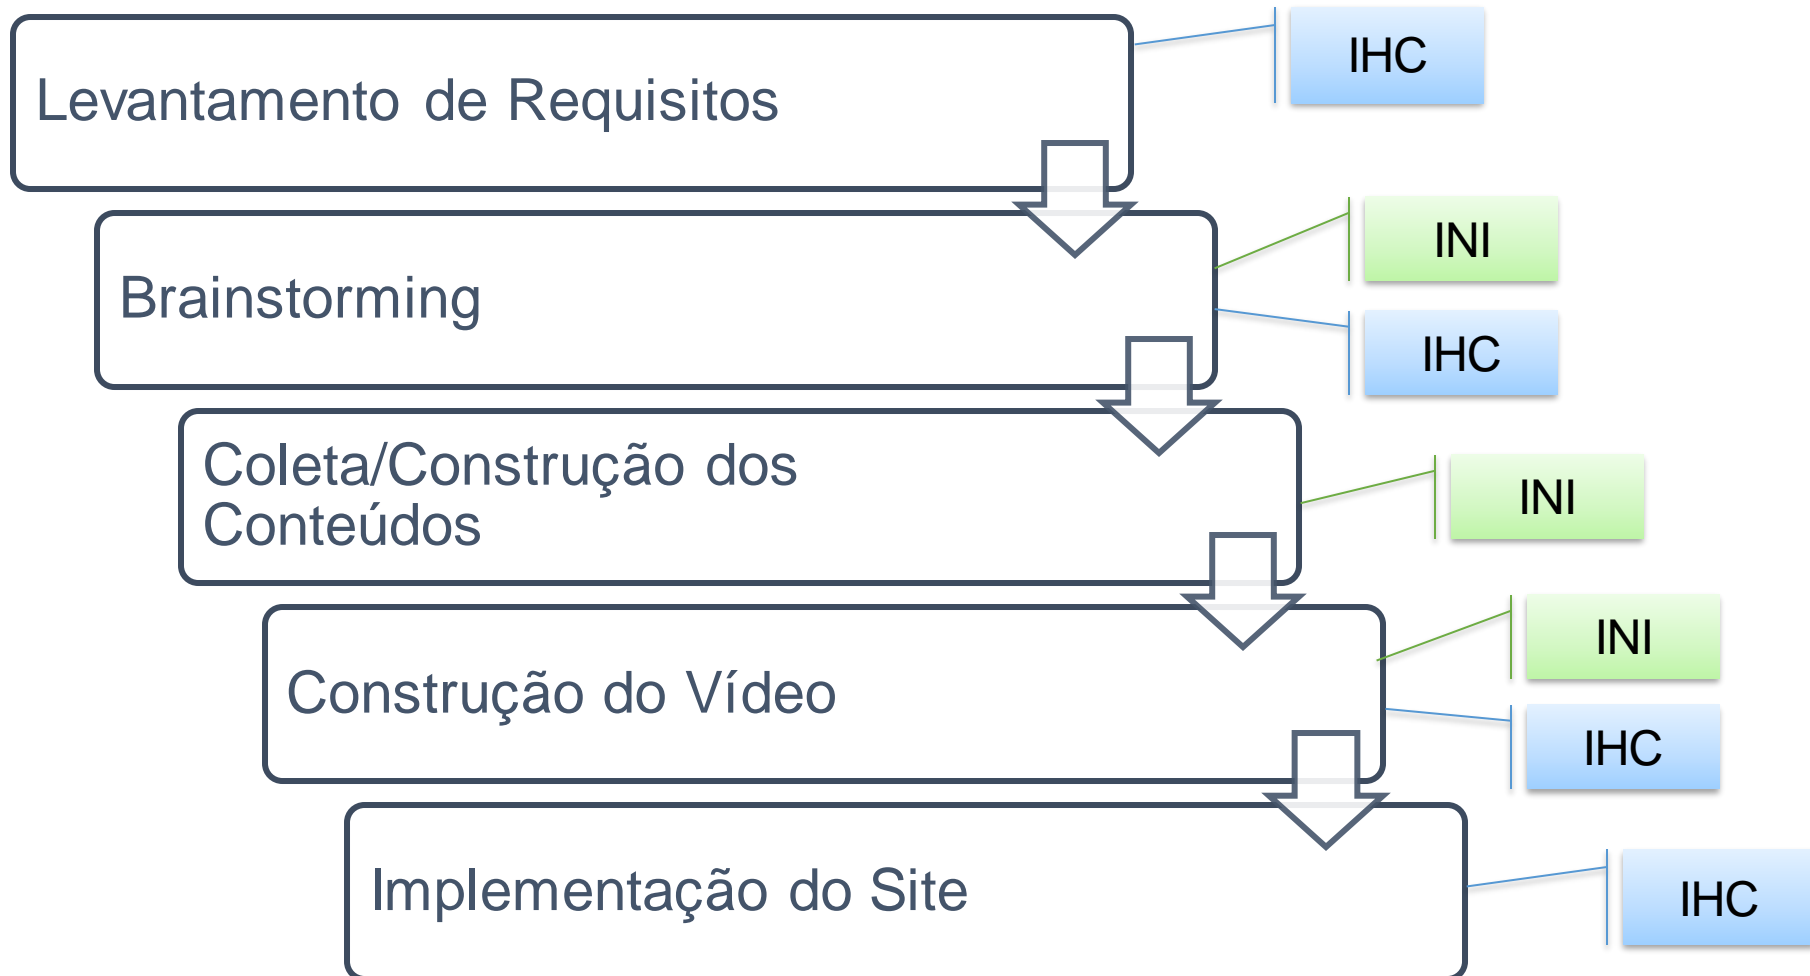 Levantamento de Requisitos
IHC
Brainstorming
INI
IHC
Coleta/Construção dos
Conteúdos
INI
Construção do Vídeo
INI
IHC
Implementação do Site
IHC